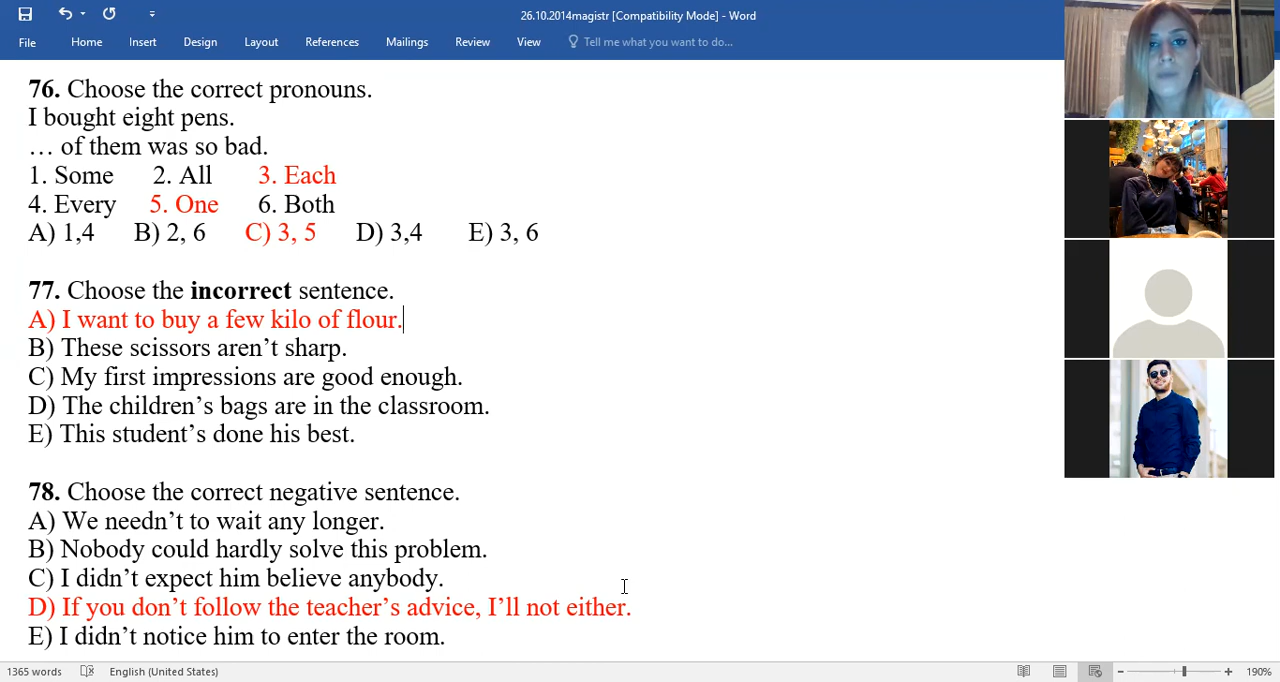 26.10.2014magistr [Compatibility Mode] - Word
File Home Insert Design Layout References Mailings Review View Tell me what you want to do...
76. Choose the correct pronouns.
I bought eight pens.
… of them was so bad.
1. Some 2. All 3. Each
4. Every 5. One 6. Both
A) 1,4 B) 2, 6 C) 3, 5 D) 3,4 E) 3, 6
77. Choose the incorrect sentence.
A) I want to buy a few kilo of flour.
B) These scissors aren’t sharp.
C) My first impressions are good enough.
D) The children’s bags are in the classroom.
E) This student’s done his best.
78. Choose the correct negative sentence.
A) We needn’t to wait any longer.
B) Nobody could hardly solve this problem.
C) I didn’t expect him believe anybody.
D) If you don’t follow the teacher’s advice, I’ll not either.
E) I didn’t notice him to enter the room.
1365 words English (United States) 190%